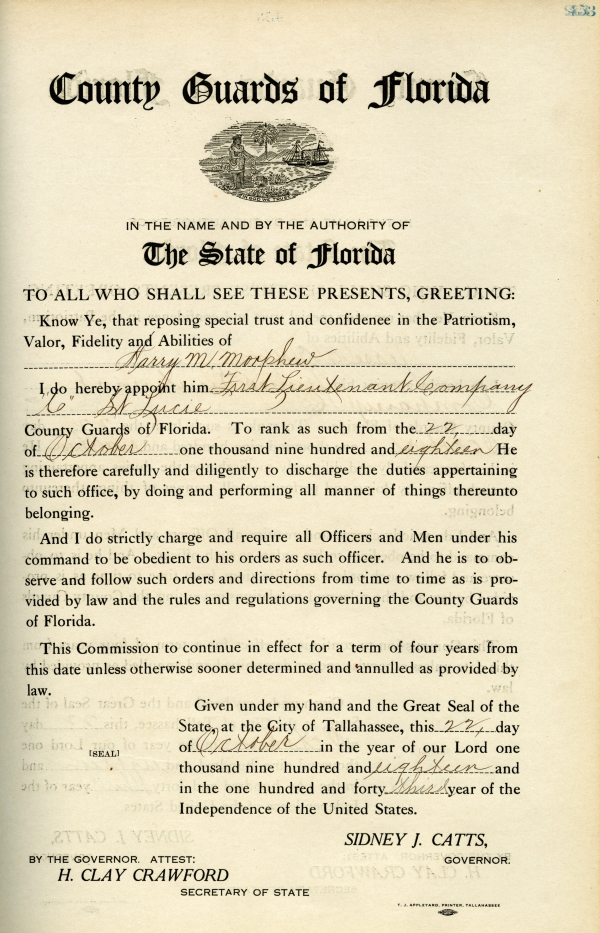 453
County Guards of Florida
IN THE NAME AND BY THE AUTHORITY OF
The State of Florida
TO ALL WHO SHALL SEE THESE PRESENTS, GREETING:
Know Ye, that reposing special trust and confidence in the Patriotism,
Valor, Fidelity and Abilities of
Harry M. Morphew
I do hereby appoint him First Lieutenant Company
"C" St Lucie
County Guards of Florida. To rank as such from the 22, day
of October one thousand nine hundred and eighteen He
is therefore carefully and diligently to discharge the duties appertaining
to such office, by doing and performing all manner of things thereunto
belonging.
And I do strictly charge and require all Officers and Men under his
command to be obedient to his orders as such officer. And he is to ob-
serve and follow such orders and directions from time to time as is pro-
vided by law and the rules and regulations governing the County Guards
of Florida.
This Commission to continue in effect for a term of four years from
this date unless otherwise sooner determined and annulled as provided by
law.
Given under my hand and the Great Seal of the
State, at the City of Tallahassee, this 22, day
of October in the year of our Lord one
[SEAL]
thousand nine hundred and eighteen and
in the one hundred and forty third year of the
Independence of the United States.
SIDNEY J. CATTS,
GOVERNOR.
BY THE GOVERNOR. ATTEST:
H. CLAY CRAWFORD
SECRETARY OF STATE
T. J. APPLEYARD, PRINTER, TALLAHASSEE